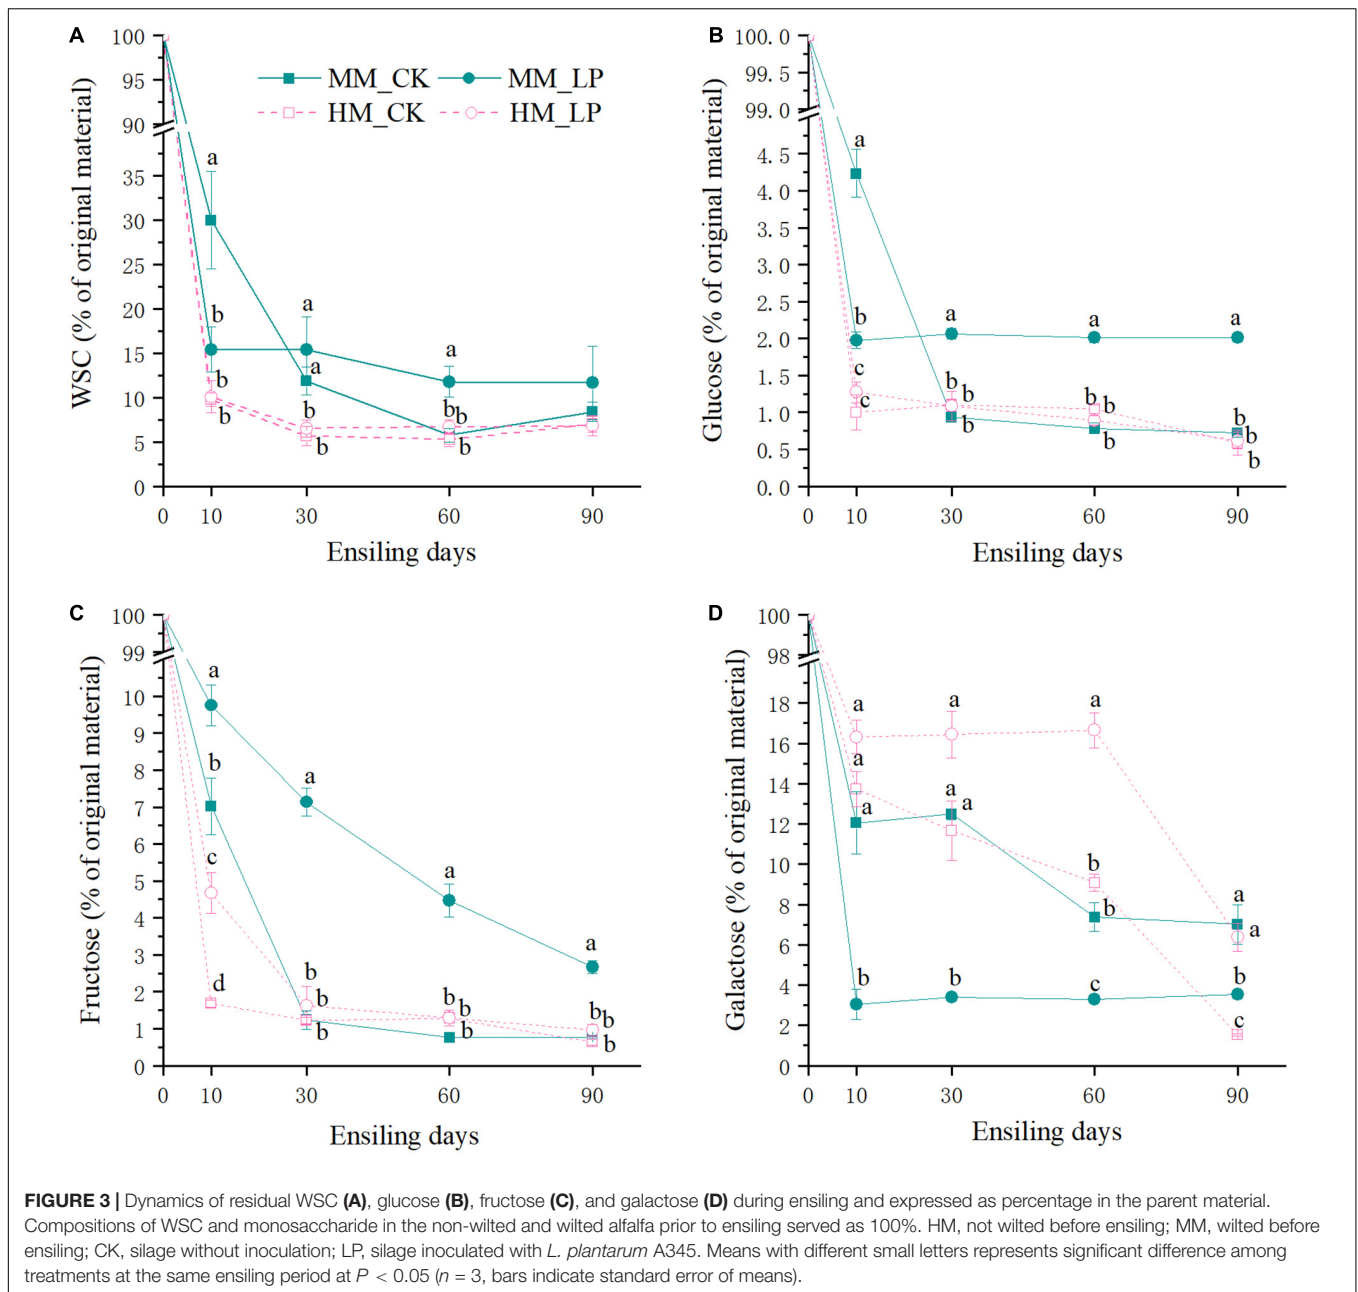 A
B
100
95
90
35
30
25
20
15
10
5
0
WSC (% of original material)
MM_CK
MM_LP
HM_CK
HM_LP
a
b
b
b
a
a
b
b
a
b
b
b
0
10
30
60
90
Ensiling days
100.0
99.5
99.0
4.5
4.0
3.5
3.0
2.5
2.0
1.5
1.0
0.5
0.0
Glucose (% of original material)
a
b
c
c
a
b
b
b
a
b
b
b
a
b
b
b
0
10
30
60
90
Ensiling days
C
D
100
99
10
9
8
7
6
5
4
3
2
1
0
Fructose (% of original material)
a
b
c
d
a
b
b
b
a
b
b
b
a
b
b
b
0
10
30
60
90
Ensiling days
100
98
18
16
14
12
10
8
6
4
2
0
Galactose (% of original material)
a
a
a
b
a
a
a
b
a
b
b
c
a
a
b
c
0
10
30
60
90
Ensiling days
FIGURE 3 | Dynamics of residual WSC (A), glucose (B), fructose (C), and galactose (D) during ensiling and expressed as percentage in the parent material.
Compositions of WSC and monosaccharide in the non-wilted and wilted alfalfa prior to ensiling served as 100%. HM, not wilted before ensiling; MM, wilted before
ensiling; CK, silage without inoculation; LP, silage inoculated with L. plantarum A345. Means with different small letters represents significant difference among
treatments at the same ensiling period at P < 0.05 (n = 3, bars indicate standard error of means).